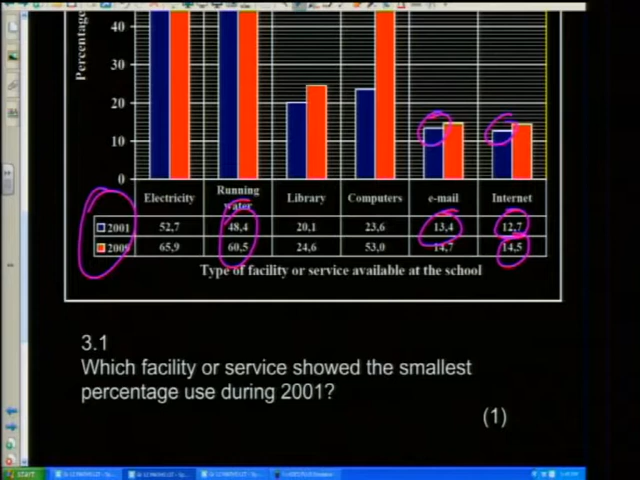 Percentage
40
30
20
10
0
Electricity Running water Library Computers e-mail Internet
2001 52,7 48,4 20,1 23,6 13,4 12,7
2009 65,9 60,5 24,6 53,0 14,7 14,5
Type of facility or service available at the school
3.1
Which facility or service showed the smallest
percentage use during 2001?
(1)
START